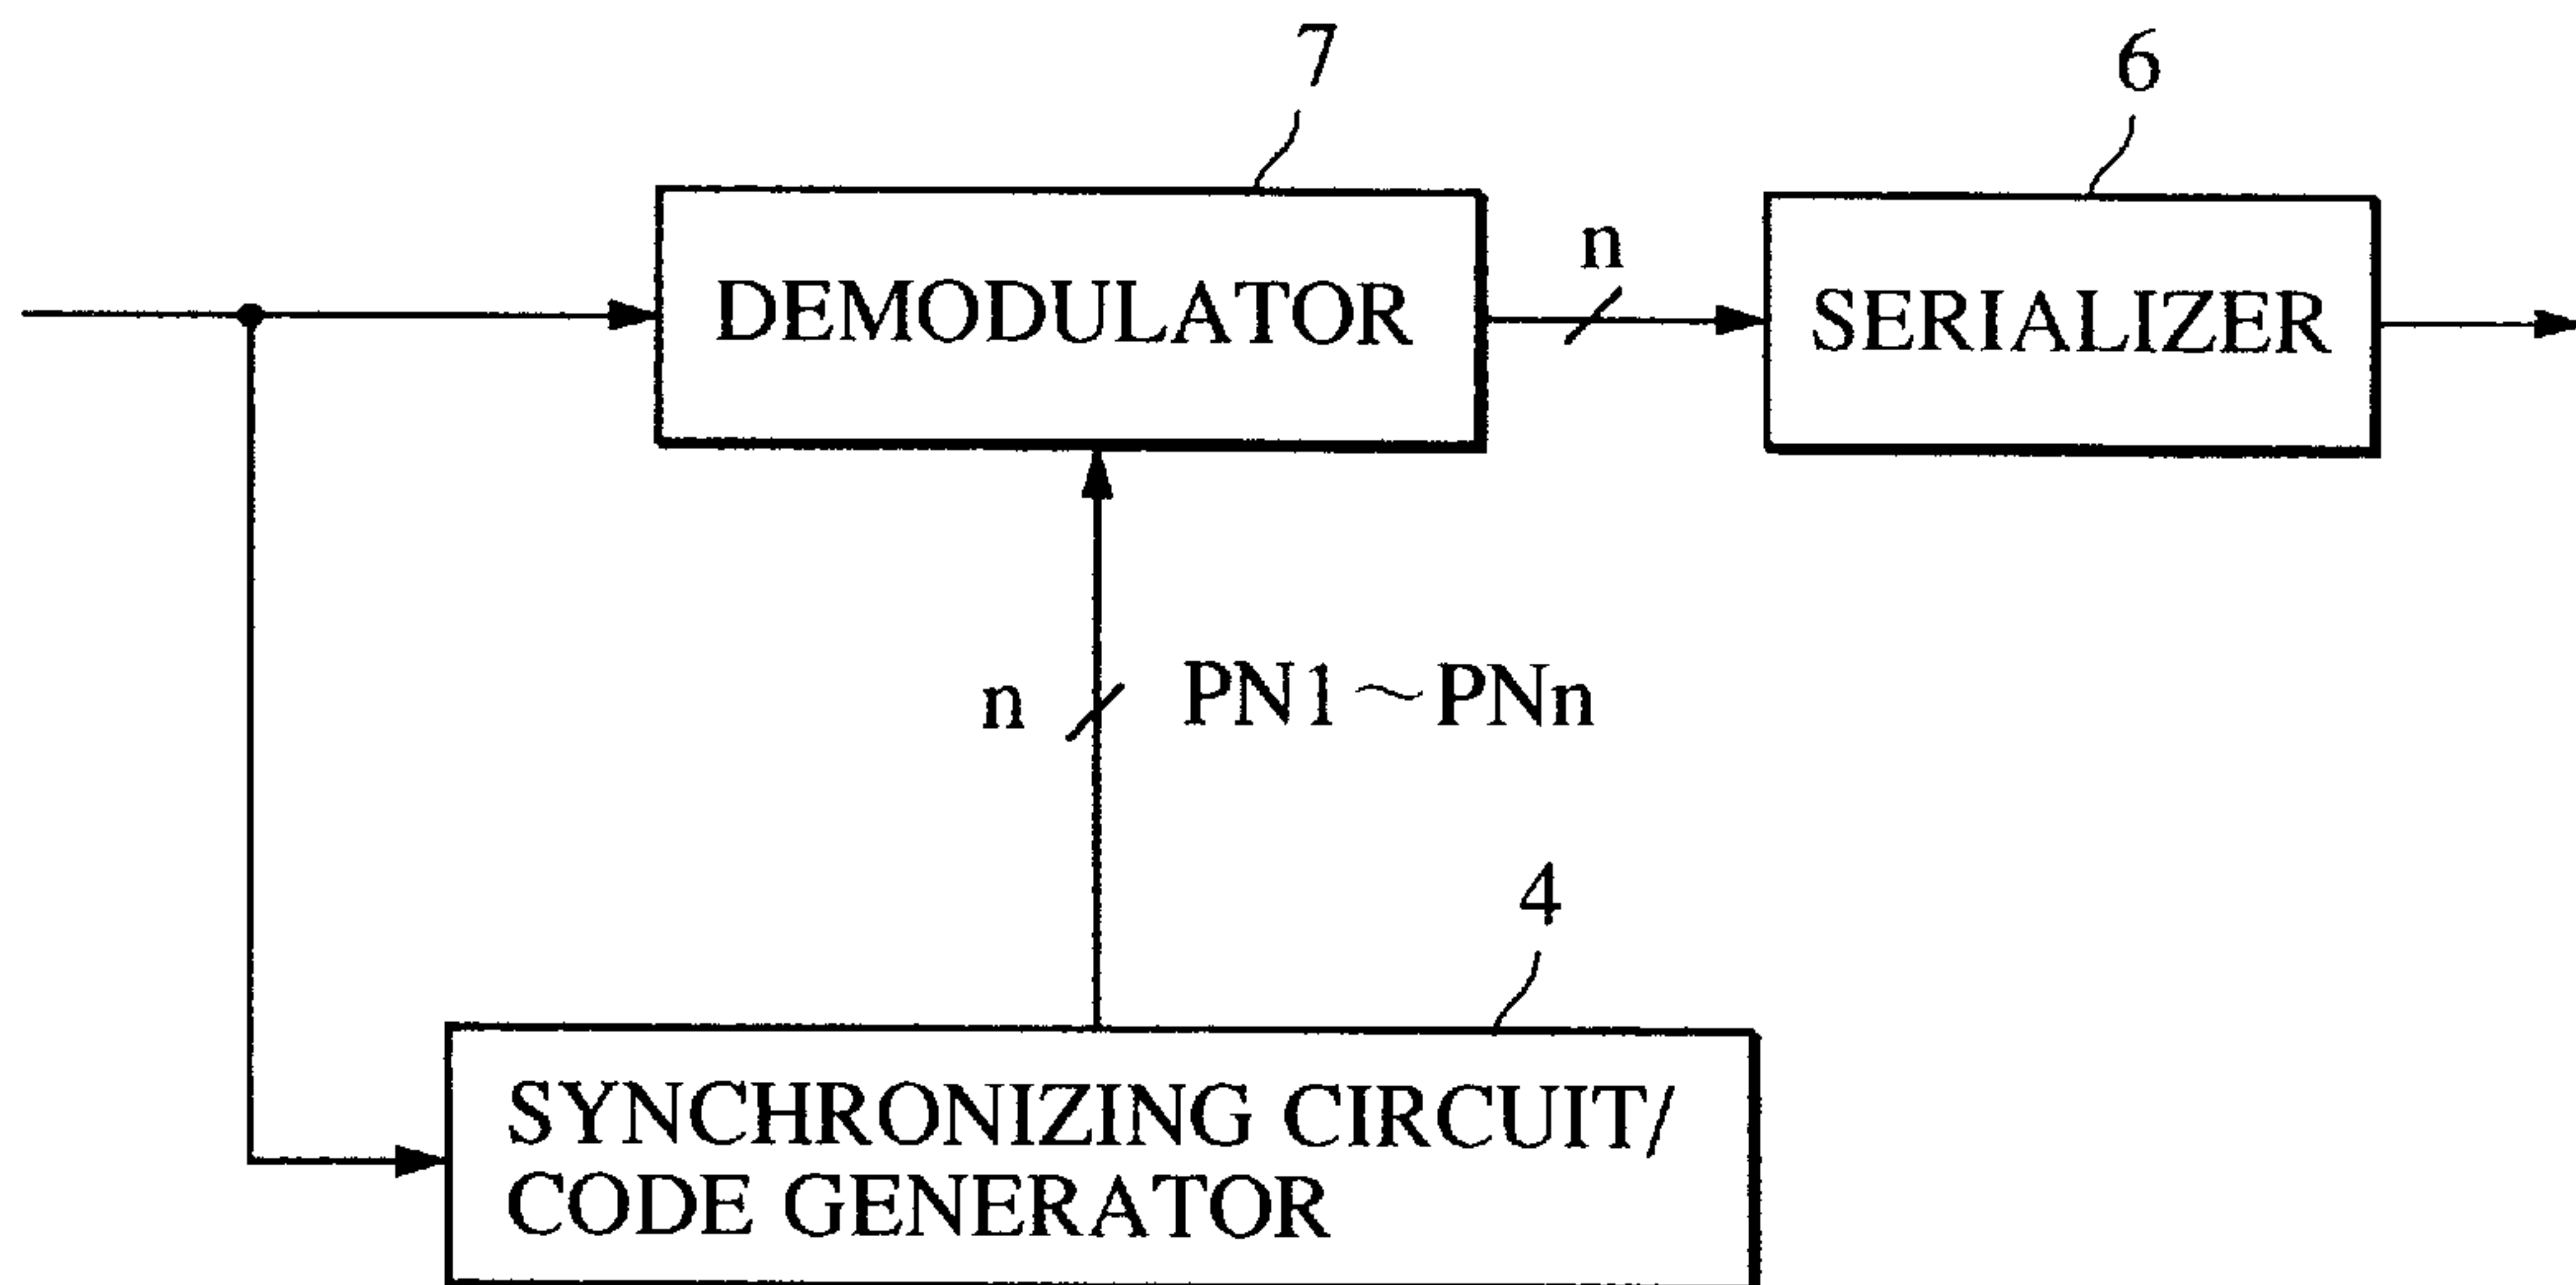 7
6
DEMODULATOR
n
SERIALIZER
n
PN1~PNn
4
SYNCHRONIZING CIRCUIT/
CODE GENERATOR